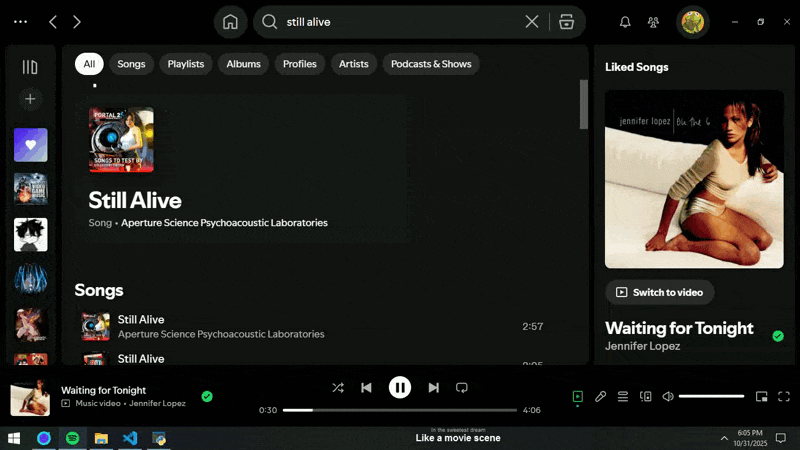 still alive
All
Songs
Playlists
Albums
Profiles
Artists
Podcasts & Shows
PORTAL 2
SONGS TO TEST BY
Still Alive
Song • Aperture Science Psychoacoustic Laboratories
Songs
Still Alive
Aperture Science Psychoacoustic Laboratories
2:57
Still Alive
Liked Songs
jennifer lopez | On the 6
Switch to video
Waiting for Tonight
Jennifer Lopez
Waiting for Tonight
Music video • Jennifer Lopez
0:30
4:06
In the sweetest dream
Like a movie scene
6:05 PM
10/31/2025